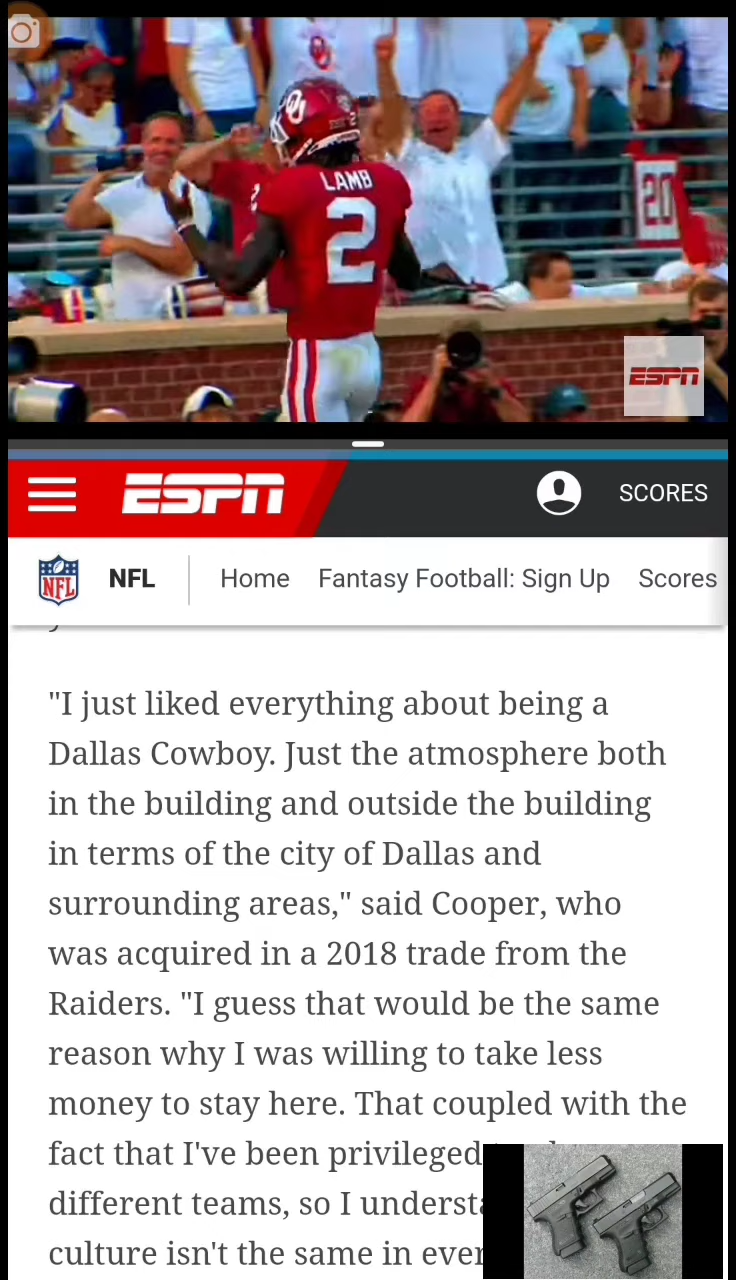 OU
LAMB
2
20
ESPN
ESPN
SCORES
NFL
NFL
Home
Fantasy Football: Sign Up
Scores
"I just liked everything about being a
Dallas Cowboy. Just the atmosphere both
in the building and outside the building
in terms of the city of Dallas and
surrounding areas," said Cooper, who
was acquired in a 2018 trade from the
Raiders. "I guess that would be the same
reason why I was willing to take less
money to stay here. That coupled with the
fact that I've been privileged
different teams, so I
culture isn't the same in